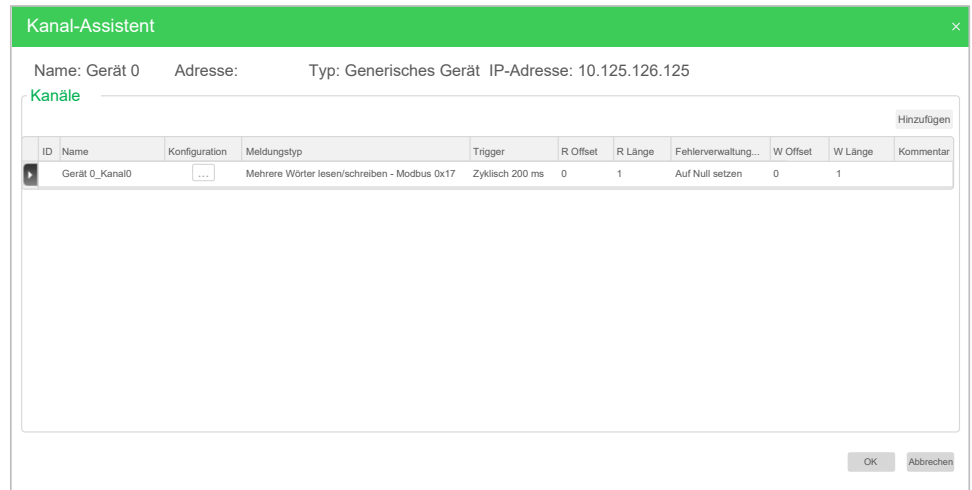 Kanal-Assistent ×
Name: Gerät 0 Adresse: Typ: Generisches Gerät IP-Adresse: 10.125.126.125
Kanäle
Hinzufügen
ID Name Konfiguration Meldungstyp Trigger R Offset R Länge Fehlerverwaltung... W Offset W Länge Kommentar
Gerät 0_Kanal0 ... Mehrere Wörter lesen/schreiben - Modbus 0x17 Zyklisch 200 ms 0 1 Auf Null setzen 0 1
OK Abbrechen